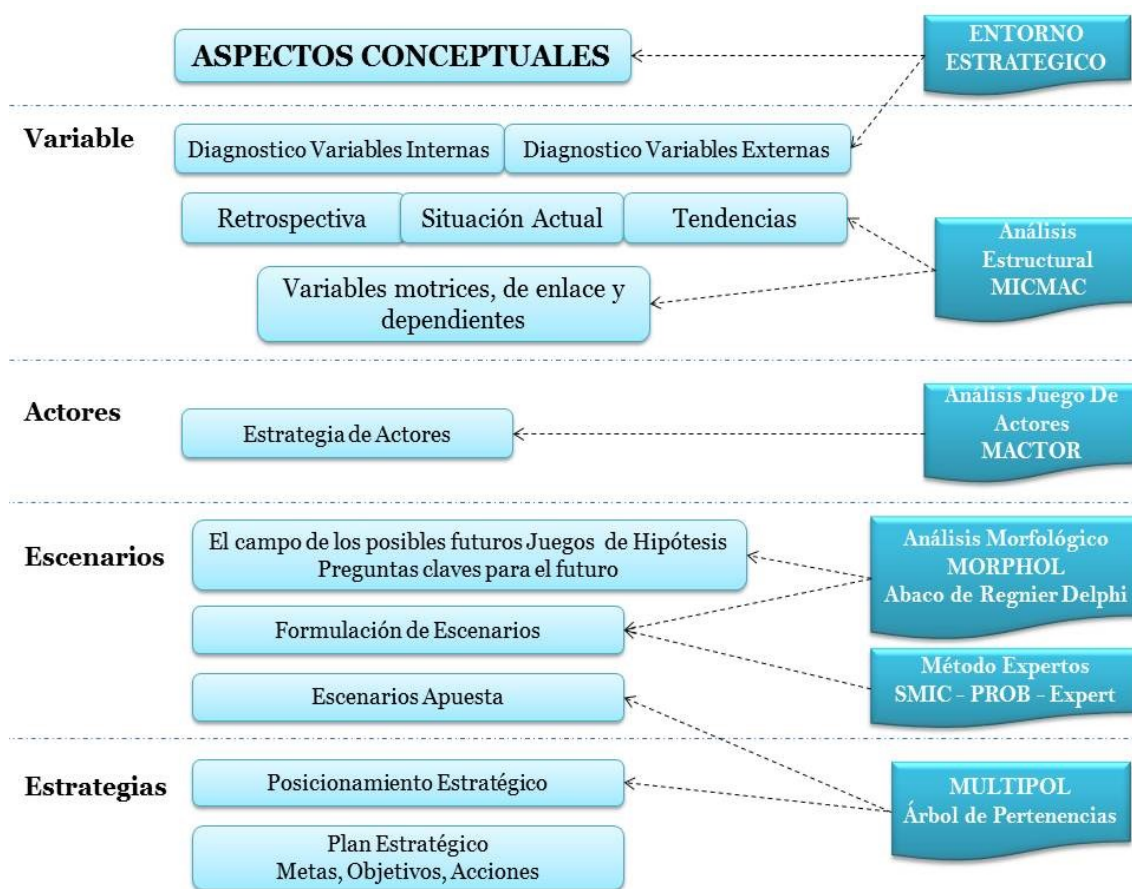 ASPECTOS CONCEPTUALES
ENTORNO
ESTRATEGICO
Variable
Diagnostico Variables Internas
Diagnostico Variables Externas
Retrospectiva
Situación Actual
Tendencias
Variables motrices, de enlace y
dependientes
Análisis
Estructural
MICMAC
Actores
Estrategia de Actores
Análisis Juego De
Actores
MACTOR
Escenarios
El campo de los posibles futuros Juegos de Hipótesis
Preguntas claves para el futuro
Formulación de Escenarios
Escenarios Apuesta
Análisis Morfológico
MORPHOL
Abaco de Regnier Delphi
Método Expertos
SMIC - PROB - Expert
Estrategias
Posicionamiento Estratégico
Plan Estratégico
Metas, Objetivos, Acciones
MULTIPOL
Árbol de Pertenencias